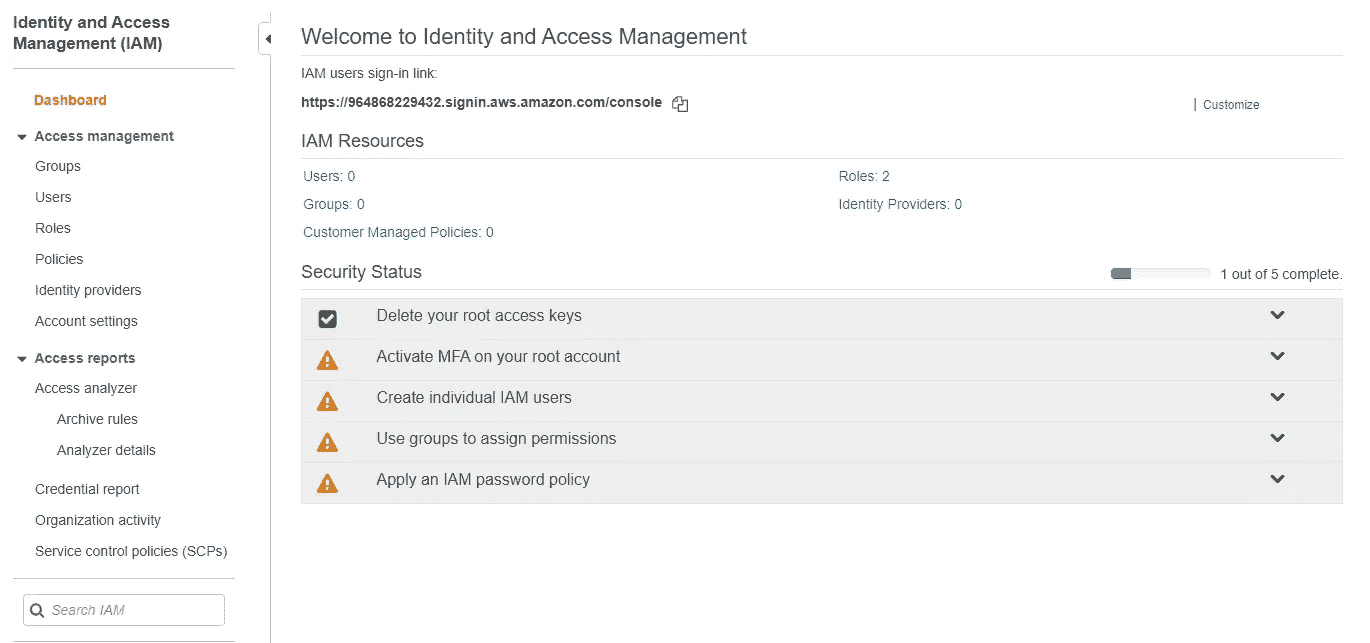 Identity and Access
Management (IAM)
Dashboard
Access management
Groups
Users
Roles
Policies
Identity providers
Account settings
Access reports
Access analyzer
Archive rules
Analyzer details
Credential report
Organization activity
Service control policies (SCPs)
Search IAM
Welcome to Identity and Access Management
IAM users sign-in link:
https://964868229432.signin.aws.amazon.com/console
| Customize
IAM Resources
Users: 0
Roles: 2
Groups: 0
Identity Providers: 0
Customer Managed Policies: 0
Security Status
1 out of 5 complete.
Delete your root access keys
Activate MFA on your root account
Create individual IAM users
Use groups to assign permissions
Apply an IAM password policy